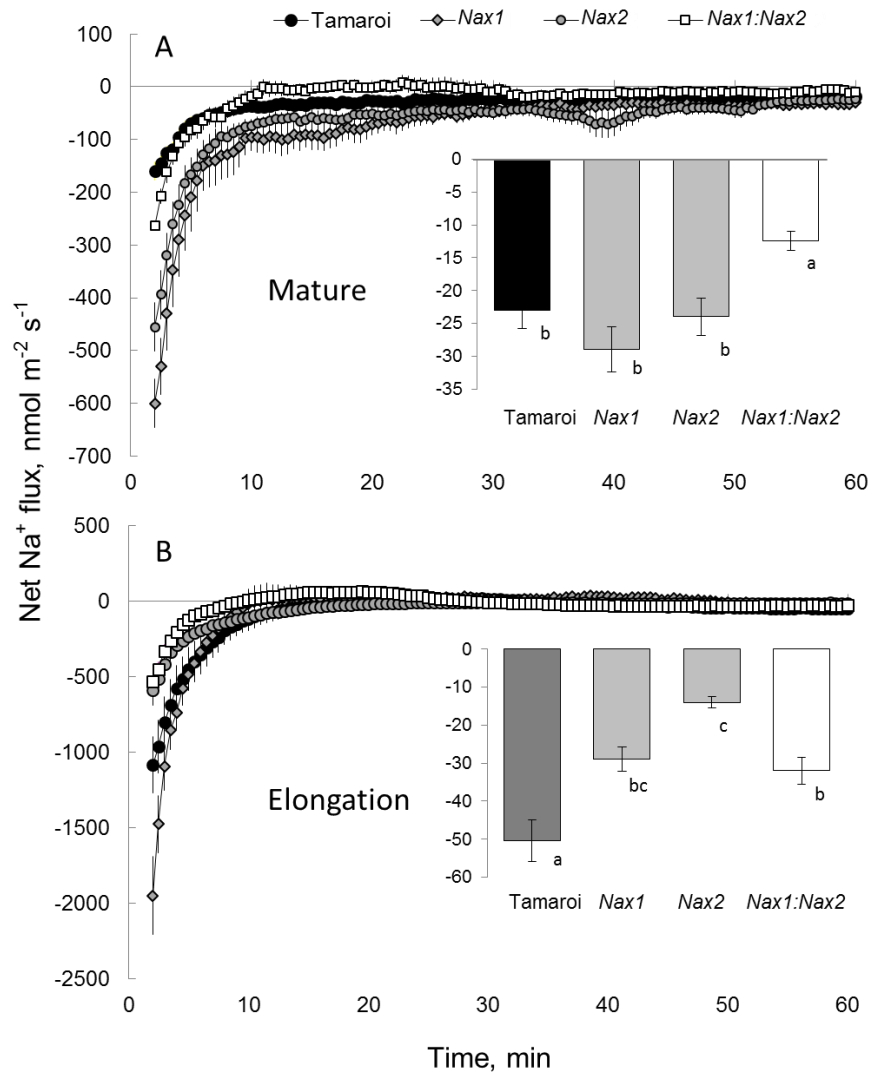 Tamaroi Nax1 Nax2 Nax1:Nax2
A
100
0
-100
-200
-300
-400
-500
-600
-700
0 10 20 30 40 50 60
Mature
0
-5
-10
-15
-20
-25
-30
-35
b b b a
Tamaroi Nax1 Nax2 Nax1:Nax2
Net Na+ flux, nmol m-2 s-1
B
500
0
-500
-1000
-1500
-2000
-2500
0 10 20 30 40 50 60
Elongation
0
-10
-20
-30
-40
-50
-60
a bc c b
Tamaroi Nax1 Nax2 Nax1:Nax2
Time, min